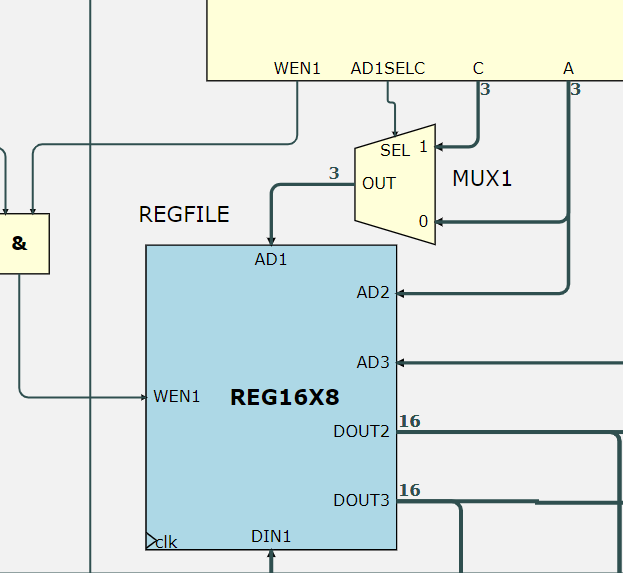 WEN1 AD1SELC C A
3 3
SEL 1
3 OUT MUX1
REGFILE 0
&
AD1
AD2
AD3
WEN1 REG16X8
DOUT2 16
DOUT3 16
DIN1
clk